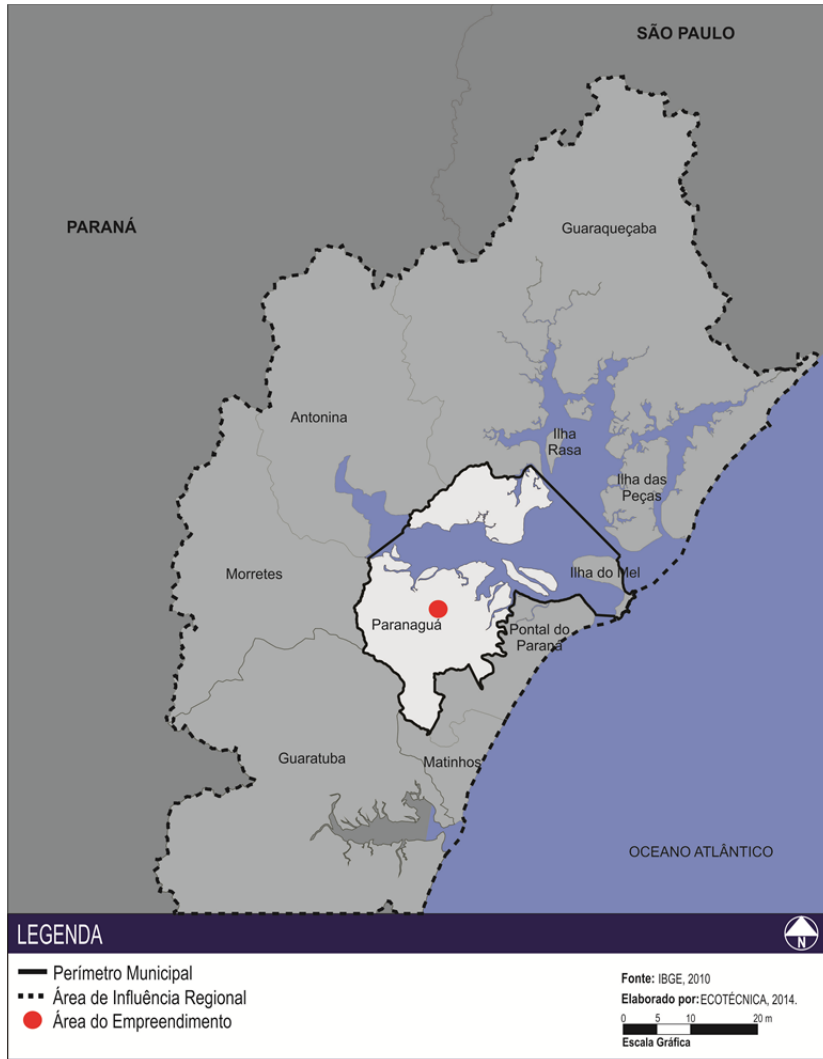 SÃO PAULO
PARANÁ
Guaraqueçaba
Antonina
Ilha
Rasa
Ilha das
Peças
Morretes
Ilha do Mel
Paranaguá
Pontal do
Paraná
Guaratuba
Matinhos
OCEANO ATLÂNTICO
LEGENDA
N
Perímetro Municipal
Área de Influência Regional
Área do Empreendimento
Fonte: IBGE, 2010
Elaborado por: ECOTÉCNICA, 2014.
0 5 10 20 m
Escala Gráfica